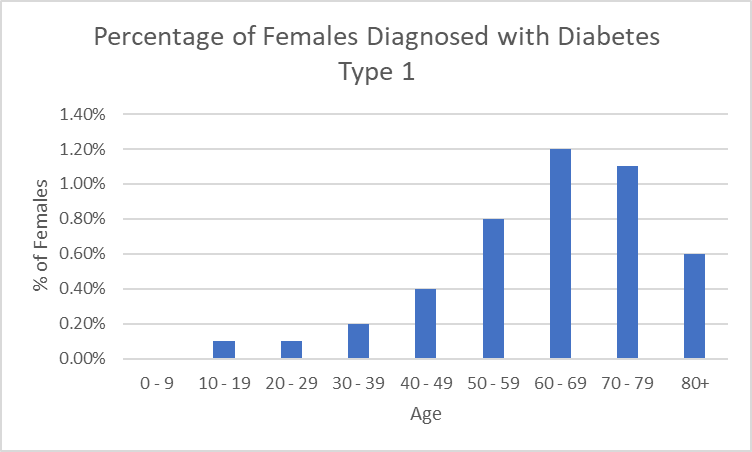 Percentage of Females Diagnosed with Diabetes
Type 1
% of Females
1.40%
1.20%
1.00%
0.80%
0.60%
0.40%
0.20%
0.00%
0 - 9 10 - 19 20 - 29 30 - 39 40 - 49 50 - 59 60 - 69 70 - 79 80+
Age